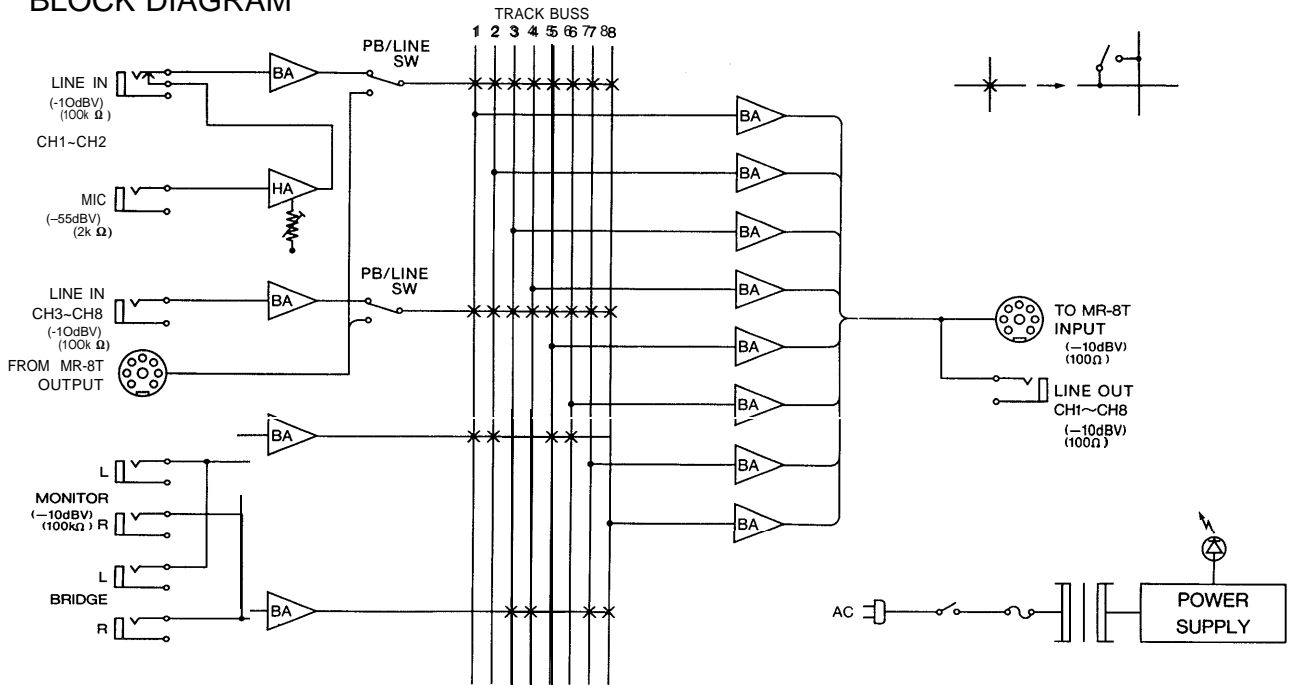 BLOCK DIAGRAM
TRACK BUSS
1 2 3 4 5 6 7 8
PB/LINE
SW
LINE IN
(-10dBV)
(100k Ω)
CH1~CH2
BA
MIC
(–55dBV)
(2k Ω)
HA
PB/LINE
SW
LINE IN
CH3~CH8
(-10dBV)
(100k Ω)
BA
FROM MR-8T
OUTPUT
BA
L
MONITOR
(−10dBV)
(100kΩ) R
L
BRIDGE
R
BA
BA
BA
BA
BA
BA
BA
BA
BA
TO MR-8T
INPUT
(−10dBV)
(100Ω)
LINE OUT
CH1~CH8
(−10dBV)
(100Ω)
AC
POWER
SUPPLY